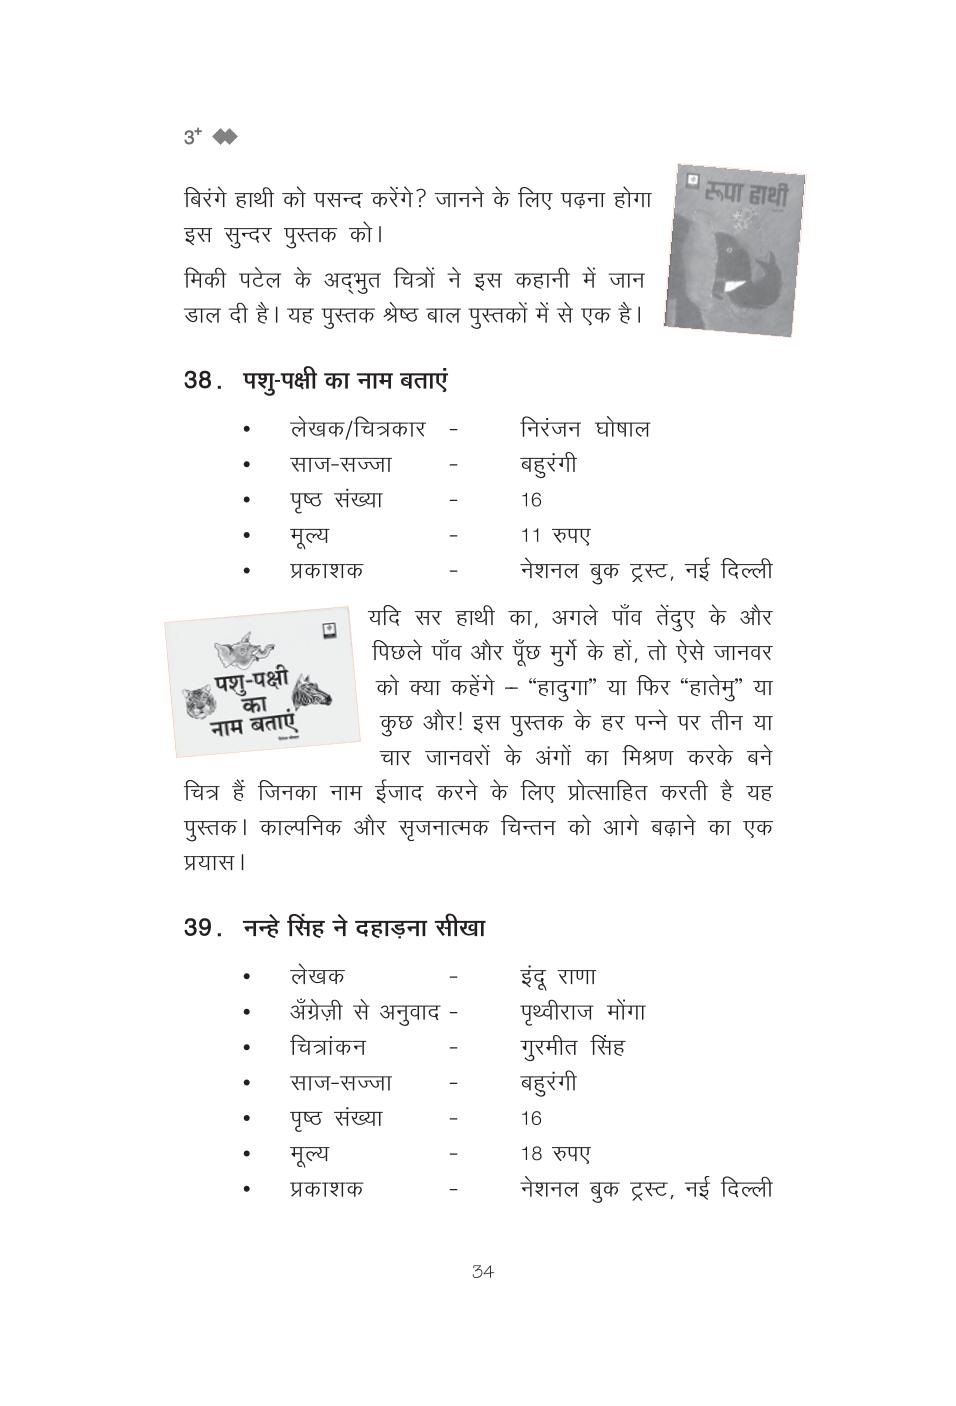 3+
बिरंगे हाथी को पसन्द करेंगे? जानने के लिए पढ़ना होगा
इस सुन्दर पुस्तक को।
मिकी पटेल के अद्‌भुत चित्रों ने इस कहानी में जान
डाल दी है। यह पुस्तक श्रेष्ठ बाल पुस्तकों में से एक है।
रूपा हाथी
38. पशु-पक्षी का नाम बताएं
• लेखक/चित्रकार - निरंजन घोषाल
• साज-सज्जा - बहुरंगी
• पृष्ठ संख्या - 16
• मूल्य - 11 रुपए
• प्रकाशक - नेशनल बुक ट्रस्ट, नई दिल्ली
पशु-पक्षी
का
नाम बताएं
यदि सर हाथी का, अगले पाँव तेंदुए के और
पिछले पाँव और पूँछ मुर्गे के हों, तो ऐसे जानवर
को क्या कहेंगे – “हादुगा” या फिर “हातेमु” या
कुछ और! इस पुस्तक के हर पन्ने पर तीन या
चार जानवरों के अंगों का मिश्रण करके बने
चित्र हैं जिनका नाम ईजाद करने के लिए प्रोत्साहित करती है यह
पुस्तक। काल्पनिक और सृजनात्मक चिन्तन को आगे बढ़ाने का एक
प्रयास।
39. नन्हे सिंह ने दहाड़ना सीखा
• लेखक - इंदू राणा
• अँग्रेज़ी से अनुवाद - पृथ्वीराज मोंगा
• चित्रांकन - गुरमीत सिंह
• साज-सज्जा - बहुरंगी
• पृष्ठ संख्या - 16
• मूल्य - 18 रुपए
• प्रकाशक - नेशनल बुक ट्रस्ट, नई दिल्ली
34